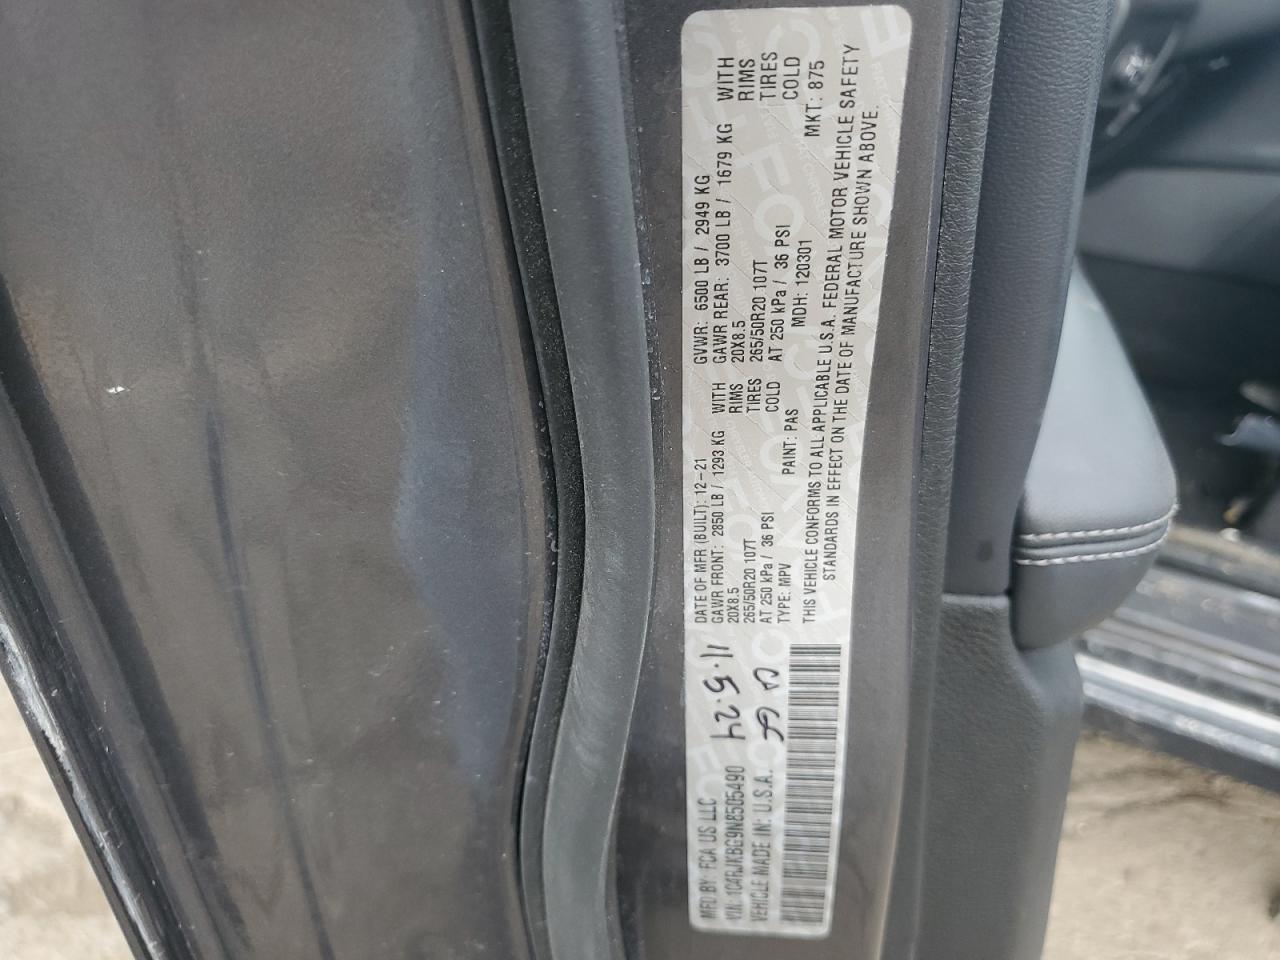 MFD BY: FCA US LLC
DATE OF MFR (BUILT): 12-21
GVWR: 6500 LB / 2949 KG
VIN: 1C4RJKBG9N8505490
GAWR FRONT: 2850 LB / 1293 KG WITH
20X8.5 RIMS
265/50R20 107T TIRES
AT 250 kPa / 36 PSI COLD
GAWR REAR: 3700 LB / 1679 KG WITH
20X8.5 RIMS
265/50R20 107T TIRES
AT 250 kPa / 36 PSI COLD
VEHICLE MADE IN: U.S.A.
TYPE: MPV
PAINT: PAS
MDH: 120301
MKT: 875
THIS VEHICLE CONFORMS TO ALL APPLICABLE U.S.A. FEDERAL MOTOR VEHICLE SAFETY
STANDARDS IN EFFECT ON THE DATE OF MANUFACTURE SHOWN ABOVE.
11.5.24